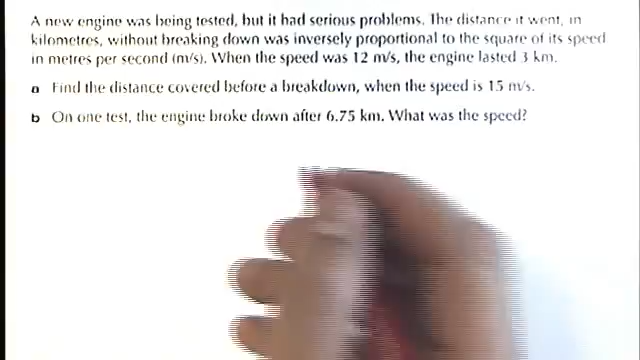 A new engine was being tested, but it had serious problems. The distance it went, in
kilometres, without breaking down was inversely proportional to the square of its speed
in metres per second (m/s). When the speed was 12 m/s, the engine lasted 3 km.
a Find the distance covered before a breakdown, when the speed is 15 m/s.
b On one test, the engine broke down after 6.75 km. What was the speed?